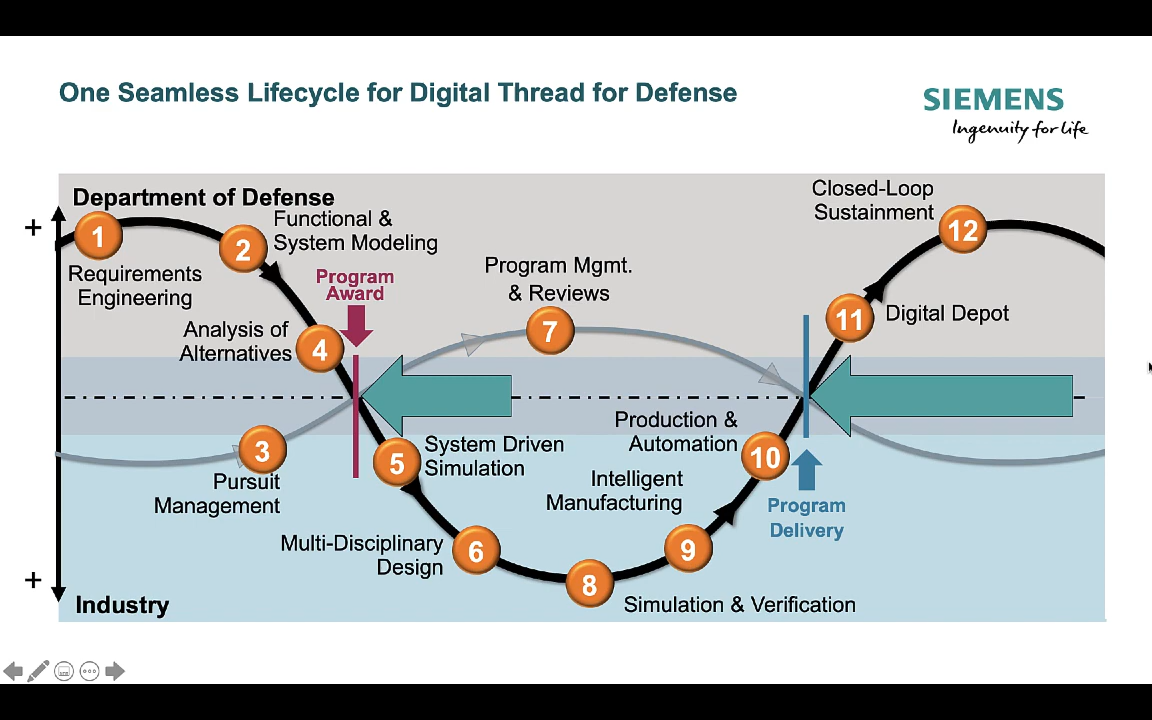 One Seamless Lifecycle for Digital Thread for Defense
SIEMENS
Ingenuity for life
Department of Defense
+
1
Requirements
Engineering
2
Functional &
System Modeling
Program
Award
Analysis of
Alternatives
4
3
Pursuit
Management
Program Mgmt.
& Reviews
7
5
System Driven
Simulation
Multi-Disciplinary
Design
6
8
Simulation & Verification
Intelligent
Manufacturing
9
Production &
Automation
10
Program
Delivery
11
Digital Depot
Closed-Loop
Sustainment
12
+
Industry